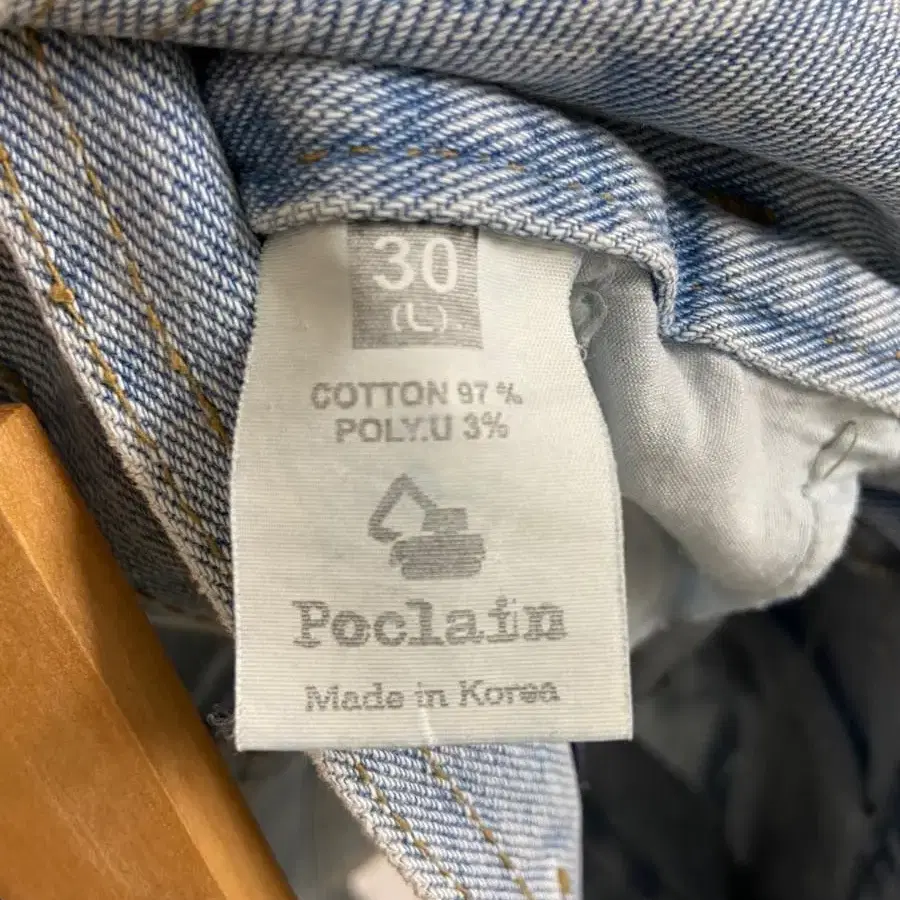 30
(L)
COTTON 97 %
POLY.U 3%
Poclain
Made in Korea